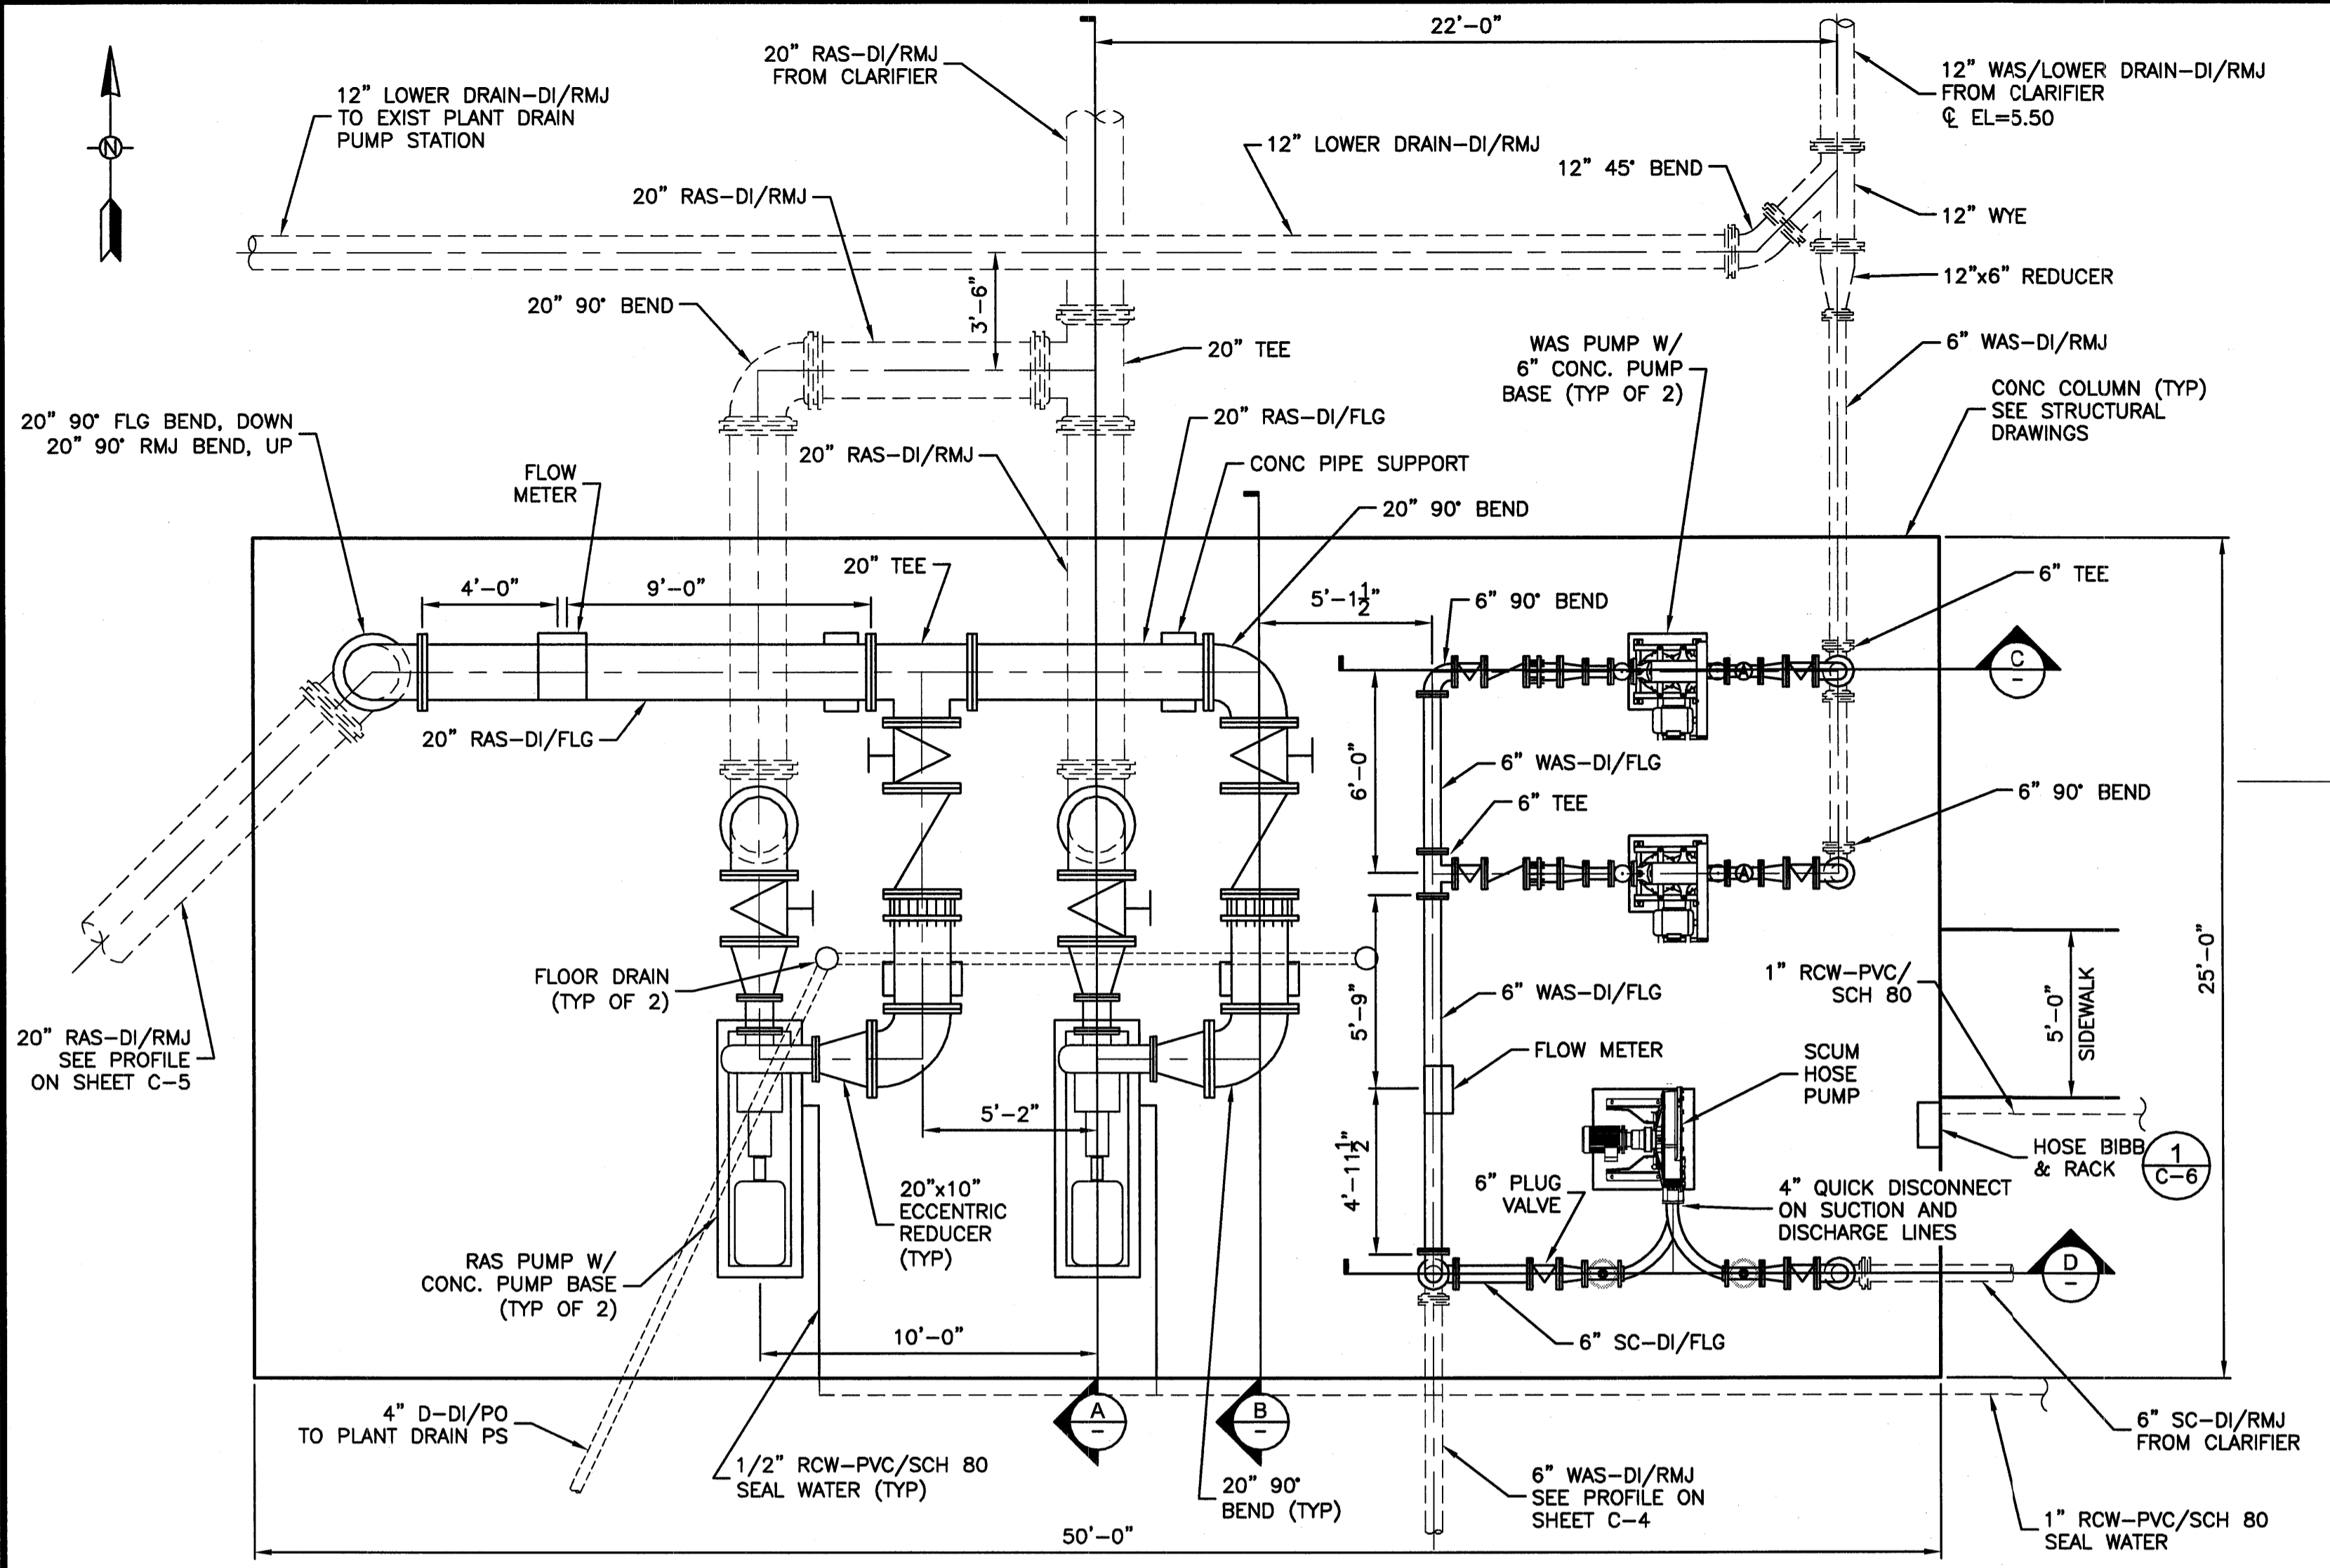 22'-0"
20" RAS-DI/RMJ
FROM CLARIFIER
12" WAS/LOWER DRAIN-DI/RMJ
FROM CLARIFIER
℄ EL=5.50
12" LOWER DRAIN-DI/RMJ
TO EXIST PLANT DRAIN
PUMP STATION
N
12" LOWER DRAIN-DI/RMJ
12" 45° BEND
20" RAS-DI/RMJ
12" WYE
12"x6" REDUCER
20" 90° BEND
3'-6"
20" TEE
WAS PUMP W/
6" CONC. PUMP
BASE (TYP OF 2)
6" WAS-DI/RMJ
CONC COLUMN (TYP)
SEE STRUCTURAL
DRAWINGS
20" 90° FLG BEND, DOWN
20" 90° RMJ BEND, UP
20" RAS-DI/FLG
20" RAS-DI/RMJ
CONC PIPE SUPPORT
FLOW
METER
20" 90° BEND
20" TEE
4'-0"
9'-0"
5'-1½"
6" 90° BEND
6" TEE
C
-
20" RAS-DI/FLG
6'-0"
6" WAS-DI/FLG
6" TEE
6" 90° BEND
A
A
FLOOR DRAIN
(TYP OF 2)
1" RCW-PVC/
SCH 80
5'-0"
SIDEWALK
25'-0"
5'-9"
6" WAS-DI/FLG
20" RAS-DI/RMJ
SEE PROFILE
ON SHEET C-5
FLOW METER
SCUM
HOSE
PUMP
5'-2"
4'-11½"
HOSE BIBB
& RACK
1
C-6
20"x10"
ECCENTRIC
REDUCER
(TYP)
6" PLUG
VALVE
4" QUICK DISCONNECT
ON SUCTION AND
DISCHARGE LINES
RAS PUMP W/
CONC. PUMP BASE
(TYP OF 2)
D
-
10'-0"
6" SC-DI/FLG
4" D-DI/PO
TO PLANT DRAIN PS
A
-
B
-
6" SC-DI/RMJ
FROM CLARIFIER
1/2" RCW-PVC/SCH 80
SEAL WATER (TYP)
20" 90°
BEND (TYP)
6" WAS-DI/RMJ
SEE PROFILE ON
SHEET C-4
1" RCW-PVC/SCH 80
SEAL WATER
50'-0"